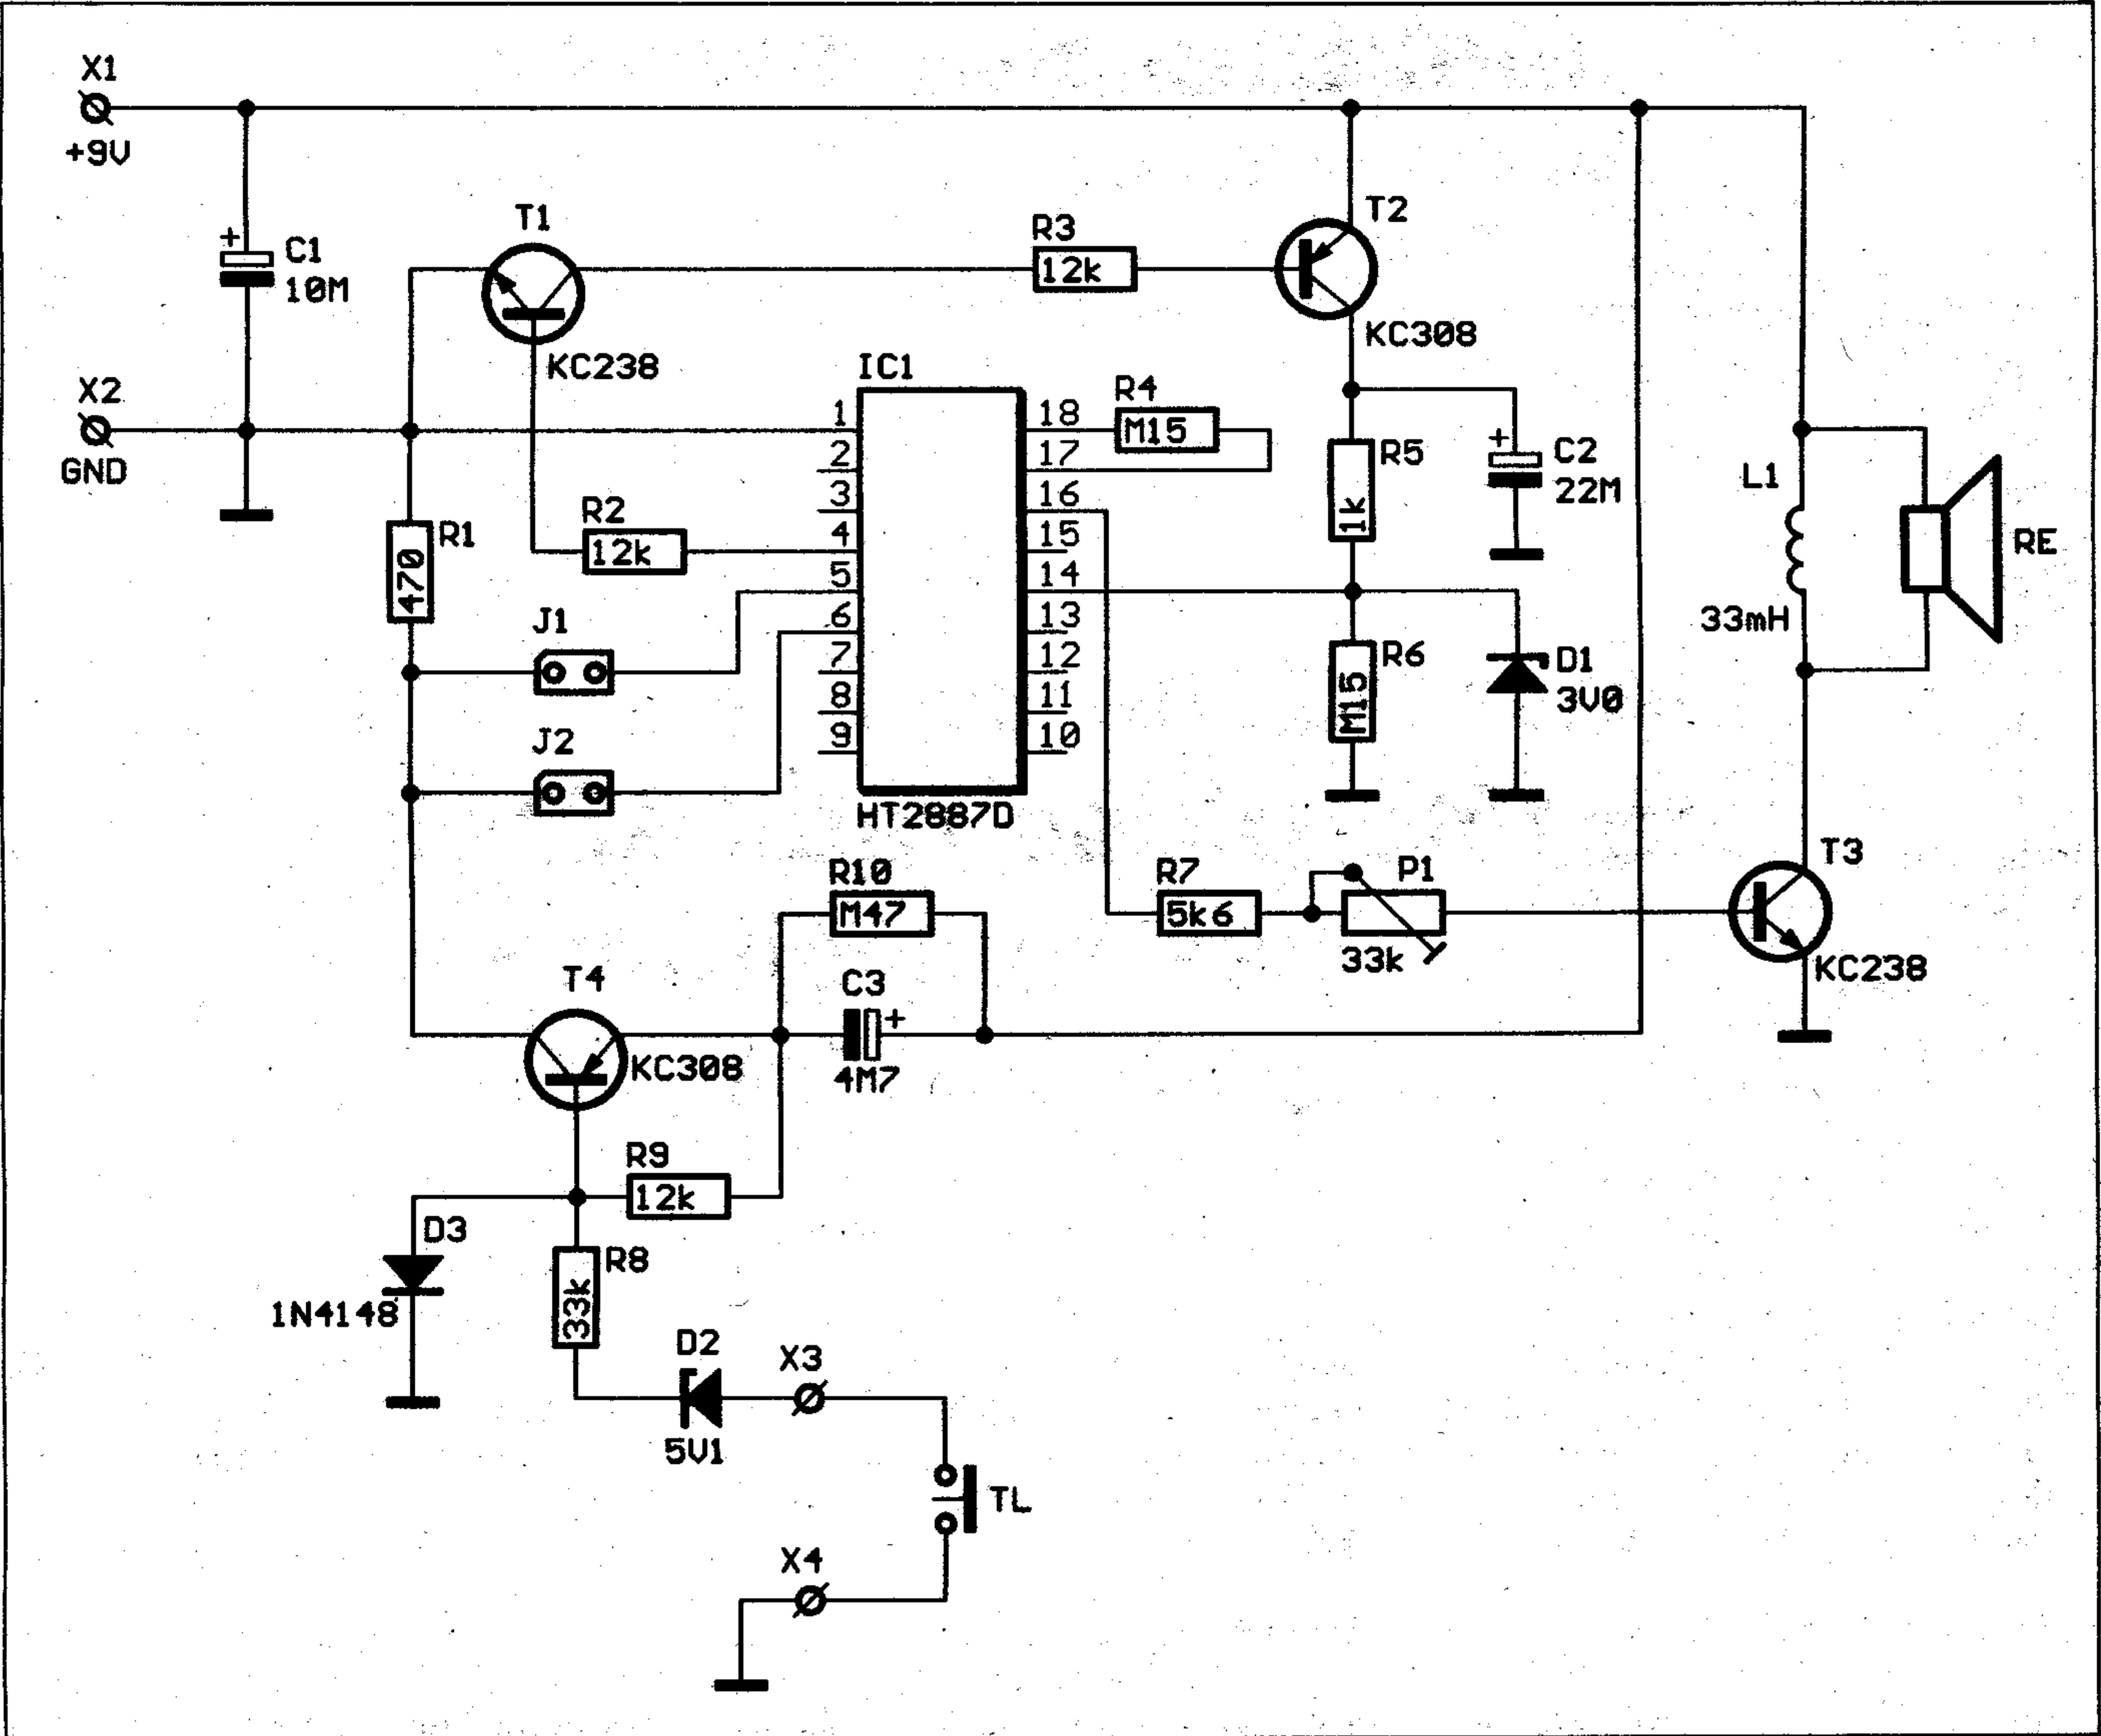 X1
+9V
C1
10M
X2
GND
T1
KC238
R3
12k
T2
KC308
IC1
1
2
3
4
5
6
7
8
9
18
17
16
15
14
13
12
11
10
HT2887D
R4
M15
R5
1k
C2
22M
R1
470
R2
12k
J1
J2
R6
M15
D1
3V0
L1
33mH
RE
R10
M47
R7
5k6
P1
33k
T3
KC238
T4
KC308
C3
+
4M7
R9
12k
D3
1N4148
R8
33k
D2
5V1
X3
TL
X4